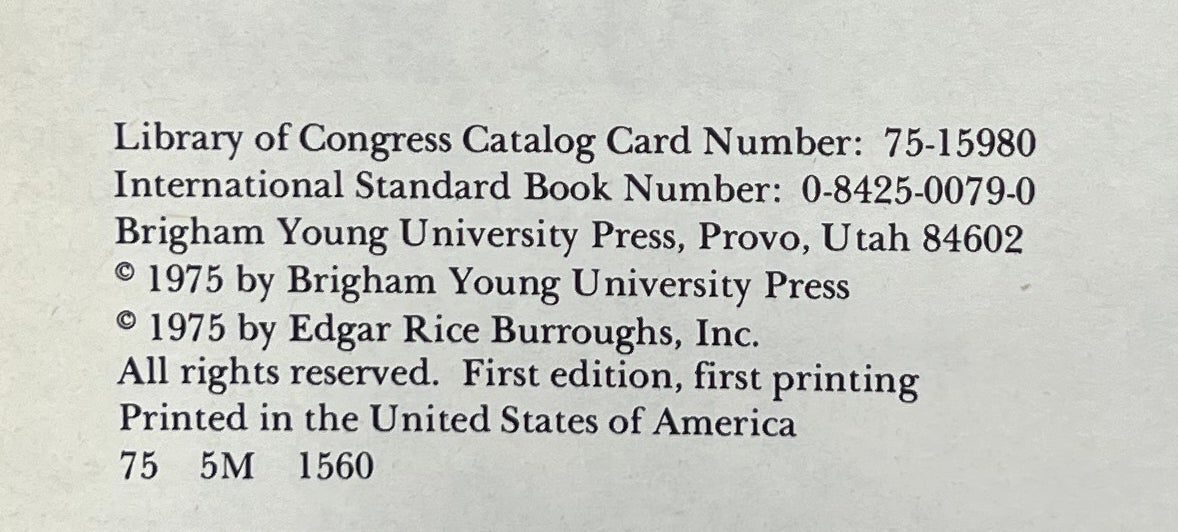 Library of Congress Catalog Card Number: 75-15980
International Standard Book Number: 0-8425-0079-0
Brigham Young University Press, Provo, Utah 84602
© 1975 by Brigham Young University Press
© 1975 by Edgar Rice Burroughs, Inc.
All rights reserved. First edition, first printing
Printed in the United States of America
75 5M 1560